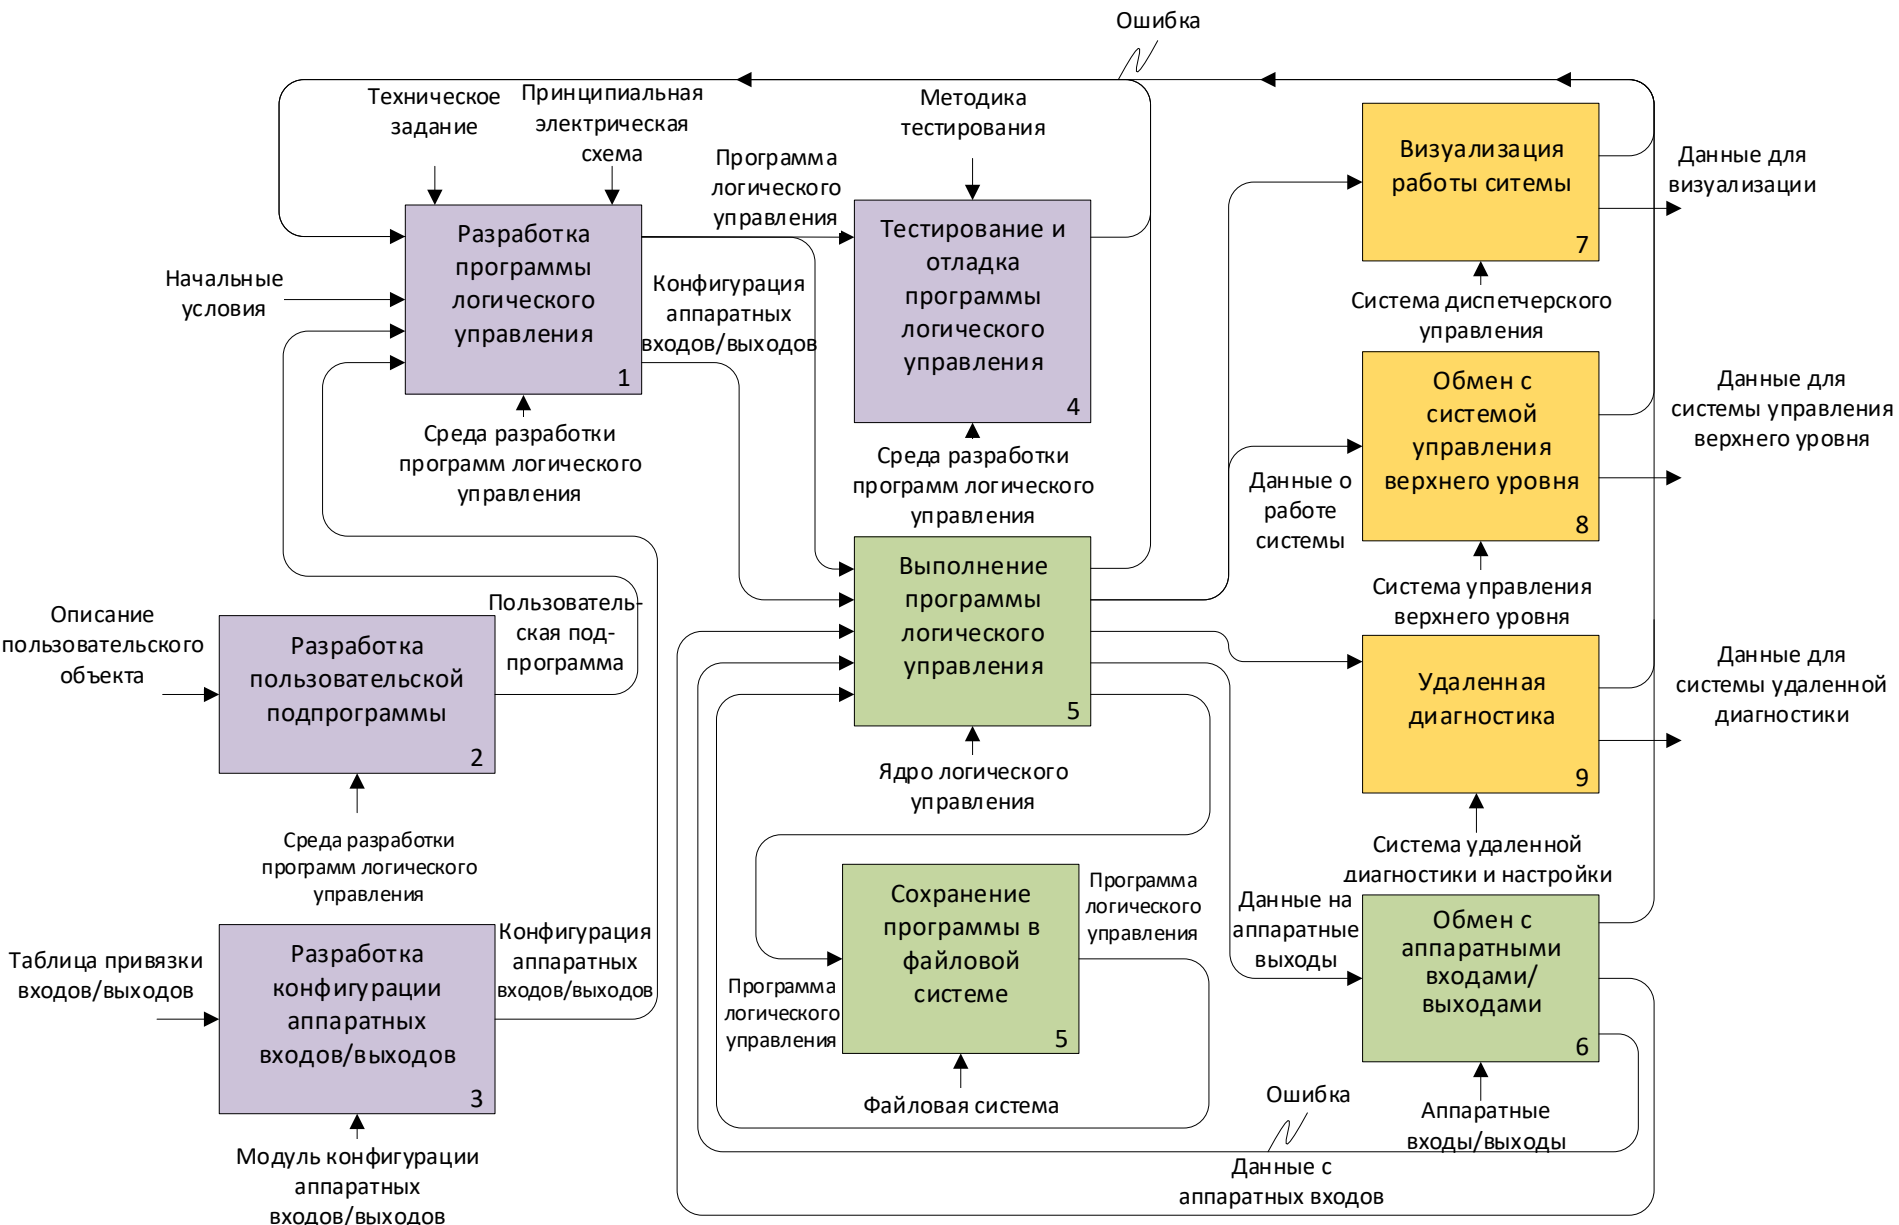 Ошибка
Техническое
задание
Принципиальная
электрическая
схема
Методика
тестирования
Программа
логического
управления
Начальные
условия
Разработка
программы
логического
управления
1
Конфигурация
аппаратных
входов/выходов
Тестирование и
отладка
программы
логического
управления
4
Визуализация
работы ситемы
7
Данные для
визуализации
Система диспетчерского
управления
Среда разработки
программ логического
управления
Среда разработки
программ логического
управления
Обмен с
системой
управления
верхнего уровня
8
Данные для
системы управления
верхнего уровня
Данные о
работе
системы
Система управления
верхнего уровня
Описание
пользовательского
объекта
Разработка
пользовательской
подпрограммы
2
Пользователь-
ская под-
программа
Среда разработки
программ логического
управления
Выполнение
программы
логического
управления
5
Ядро логического
управления
Удаленная
диагностика
9
Данные для
системы удаленной
диагностики
Система удаленной
диагностики и настройки
Таблица привязки
входов/выходов
Разработка
конфигурации
аппаратных
входов/выходов
3
Конфигурация
аппаратных
входов/выходов
Модуль конфигурации
аппаратных
входов/выходов
Сохранение
программы в
файловой
системе
5
Программа
логического
управления
Программа
логического
управления
Файловая система
Данные на
аппаратные
выходы
Обмен с
аппаратными
входами/
выходами
6
Аппаратные
входы/выходы
Ошибка
Данные с
аппаратных входов